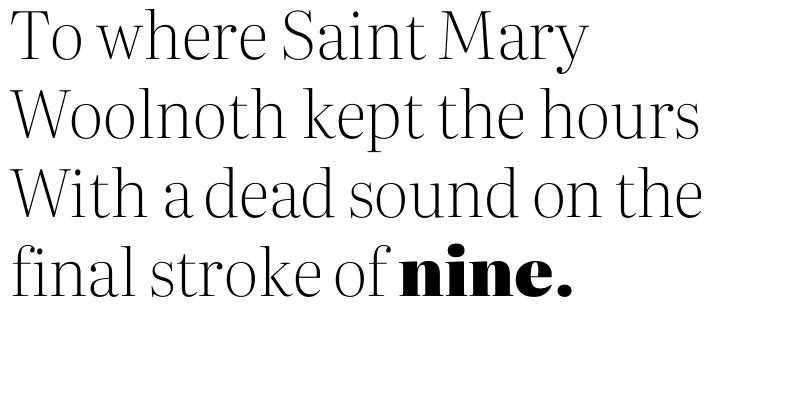 To where Saint Mary
Woolnoth kept the hours
With a dead sound on the
final stroke of nine.